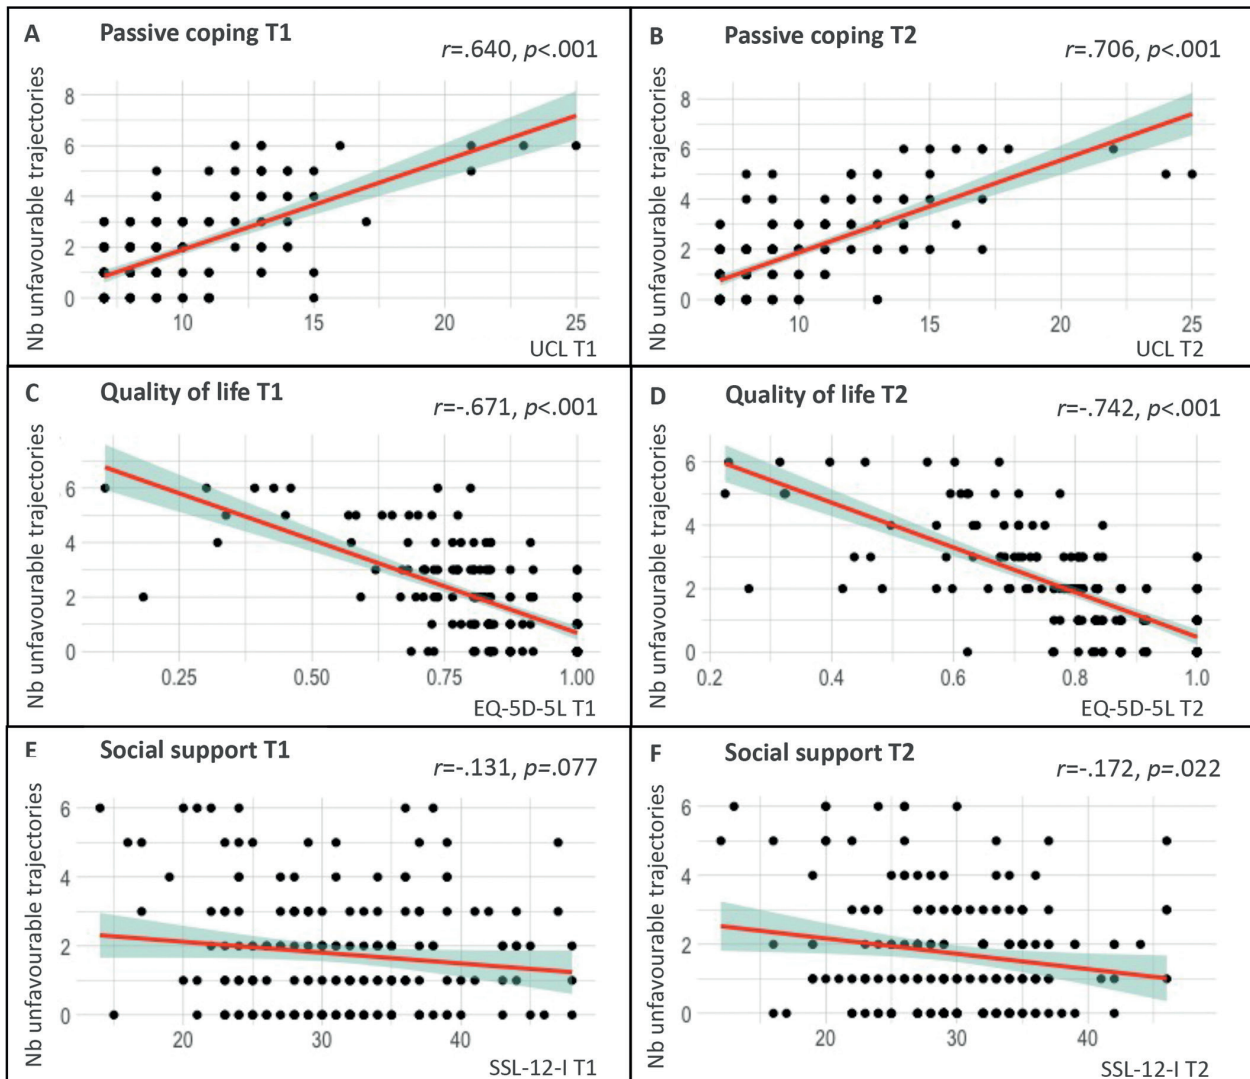 A Passive coping T1
r=.640, p<.001
Nb unfavourable trajectories
8
6
4
2
0
10 15 20 25
UCL T1
B Passive coping T2
r=.706, p<.001
Nb unfavourable trajectories
8
6
4
2
0
10 15 20 25
UCL T2
C Quality of life T1
r=-.671, p<.001
Nb unfavourable trajectories
6
4
2
0
0.25 0.50 0.75 1.00
EQ-5D-5L T1
D Quality of life T2
r=-.742, p<.001
Nb unfavourable trajectories
6
4
2
0
0.2 0.4 0.6 0.8 1.0
EQ-5D-5L T2
E Social support T1
r=-.131, p=.077
Nb unfavourable trajectories
6
4
2
0
20 30 40
SSL-12-I T1
F Social support T2
r=-.172, p=.022
Nb unfavourable trajectories
6
4
2
0
20 30 40
SSL-12-I T2